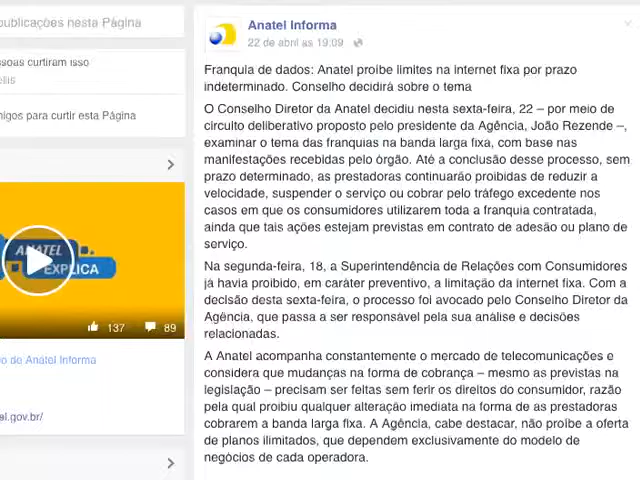 publicações nesta Página
ssoas curtiram isso
migos para curtir esta Página
ANATEL
EXPLICA
137 89
o de Anatel Informa
el.gov.br/
Anatel Informa
22 de abril às 19:09
Franquia de dados: Anatel proíbe limites na internet fixa por prazo
indeterminado. Conselho decidirá sobre o tema
O Conselho Diretor da Anatel decidiu nesta sexta-feira, 22 – por meio de
circuito deliberativo proposto pelo presidente da Agência, João Rezende –,
examinar o tema das franquias na banda larga fixa, com base nas
manifestações recebidas pelo órgão. Até a conclusão desse processo, sem
prazo determinado, as prestadoras continuarão proibidas de reduzir a
velocidade, suspender o serviço ou cobrar pelo tráfego excedente nos
casos em que os consumidores utilizarem toda a franquia contratada,
ainda que tais ações estejam previstas em contrato de adesão ou plano de
serviço.
Na segunda-feira, 18, a Superintendência de Relações com Consumidores
já havia proibido, em caráter preventivo, a limitação da internet fixa. Com a
decisão desta sexta-feira, o processo foi avocado pelo Conselho Diretor da
Agência, que passa a ser responsável pela sua análise e decisões
relacionadas.
A Anatel acompanha constantemente o mercado de telecomunicações e
considera que mudanças na forma de cobrança – mesmo as previstas na
legislação – precisam ser feitas sem ferir os direitos do consumidor, razão
pela qual proibiu qualquer alteração imediata na forma de as prestadoras
cobrarem a banda larga fixa. A Agência, cabe destacar, não proíbe a oferta
de planos ilimitados, que dependem exclusivamente do modelo de
negócios de cada operadora.